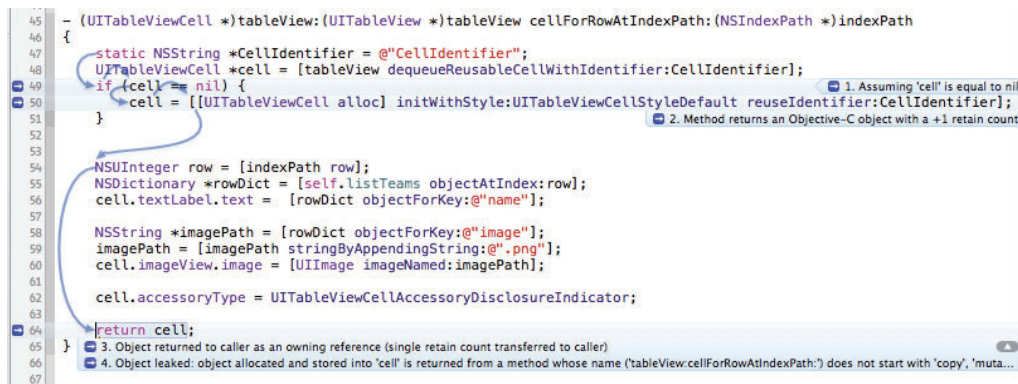 45 - (UITableViewCell *)tableView:(UITableView *)tableView cellForRowAtIndexPath:(NSIndexPath *)indexPath
46 {
47 static NSString *CellIdentifier = @"CellIdentifier";
48 UITableViewCell *cell = [tableView dequeueReusableCellWithIdentifier:CellIdentifier];
49 if (cell == nil) { 1. Assuming 'cell' is equal to nil
50 cell = [[UITableViewCell alloc] initWithStyle:UITableViewCellStyleDefault reuseIdentifier:CellIdentifier];
51 } 2. Method returns an Objective-C object with a +1 retain count
52
53
54 NSUInteger row = [indexPath row];
55 NSDictionary *rowDict = [self.listTeams objectAtIndex:row];
56 cell.textLabel.text = [rowDict objectForKey:@"name"];
57
58 NSString *imagePath = [rowDict objectForKey:@"image"];
59 imagePath = [imagePath stringByAppendingString:@".png"];
60 cell.imageView.image = [UIImage imageNamed:imagePath];
61
62 cell.accessoryType = UITableViewCellAccessoryDisclosureIndicator;
63
64 return cell;
65 } 3. Object returned to caller as an owning reference (single retain count transferred to caller)
66 4. Object leaked: object allocated and stored into 'cell' is returned from a method whose name ('tableView:cellForRowAtIndexPath:') does not start with 'copy', 'muta...
67